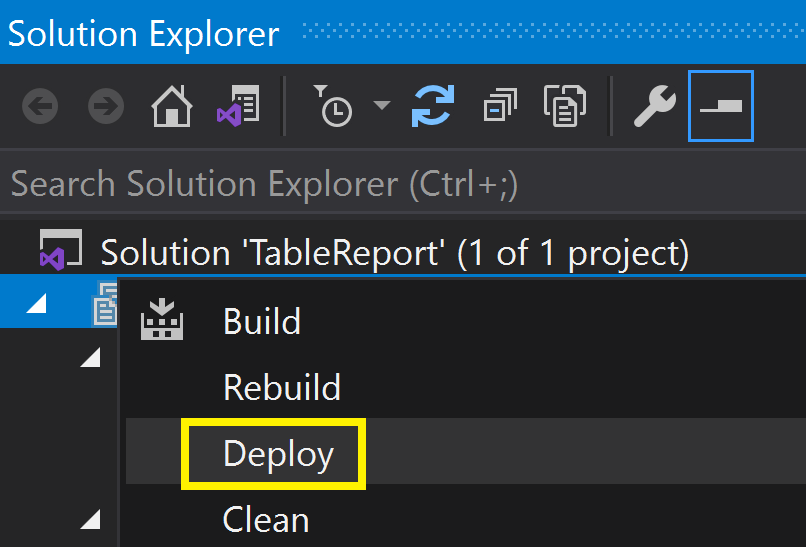 Solution Explorer
Search Solution Explorer (Ctrl+;)
Solution 'TableReport' (1 of 1 project)
Build
Rebuild
Deploy
Clean